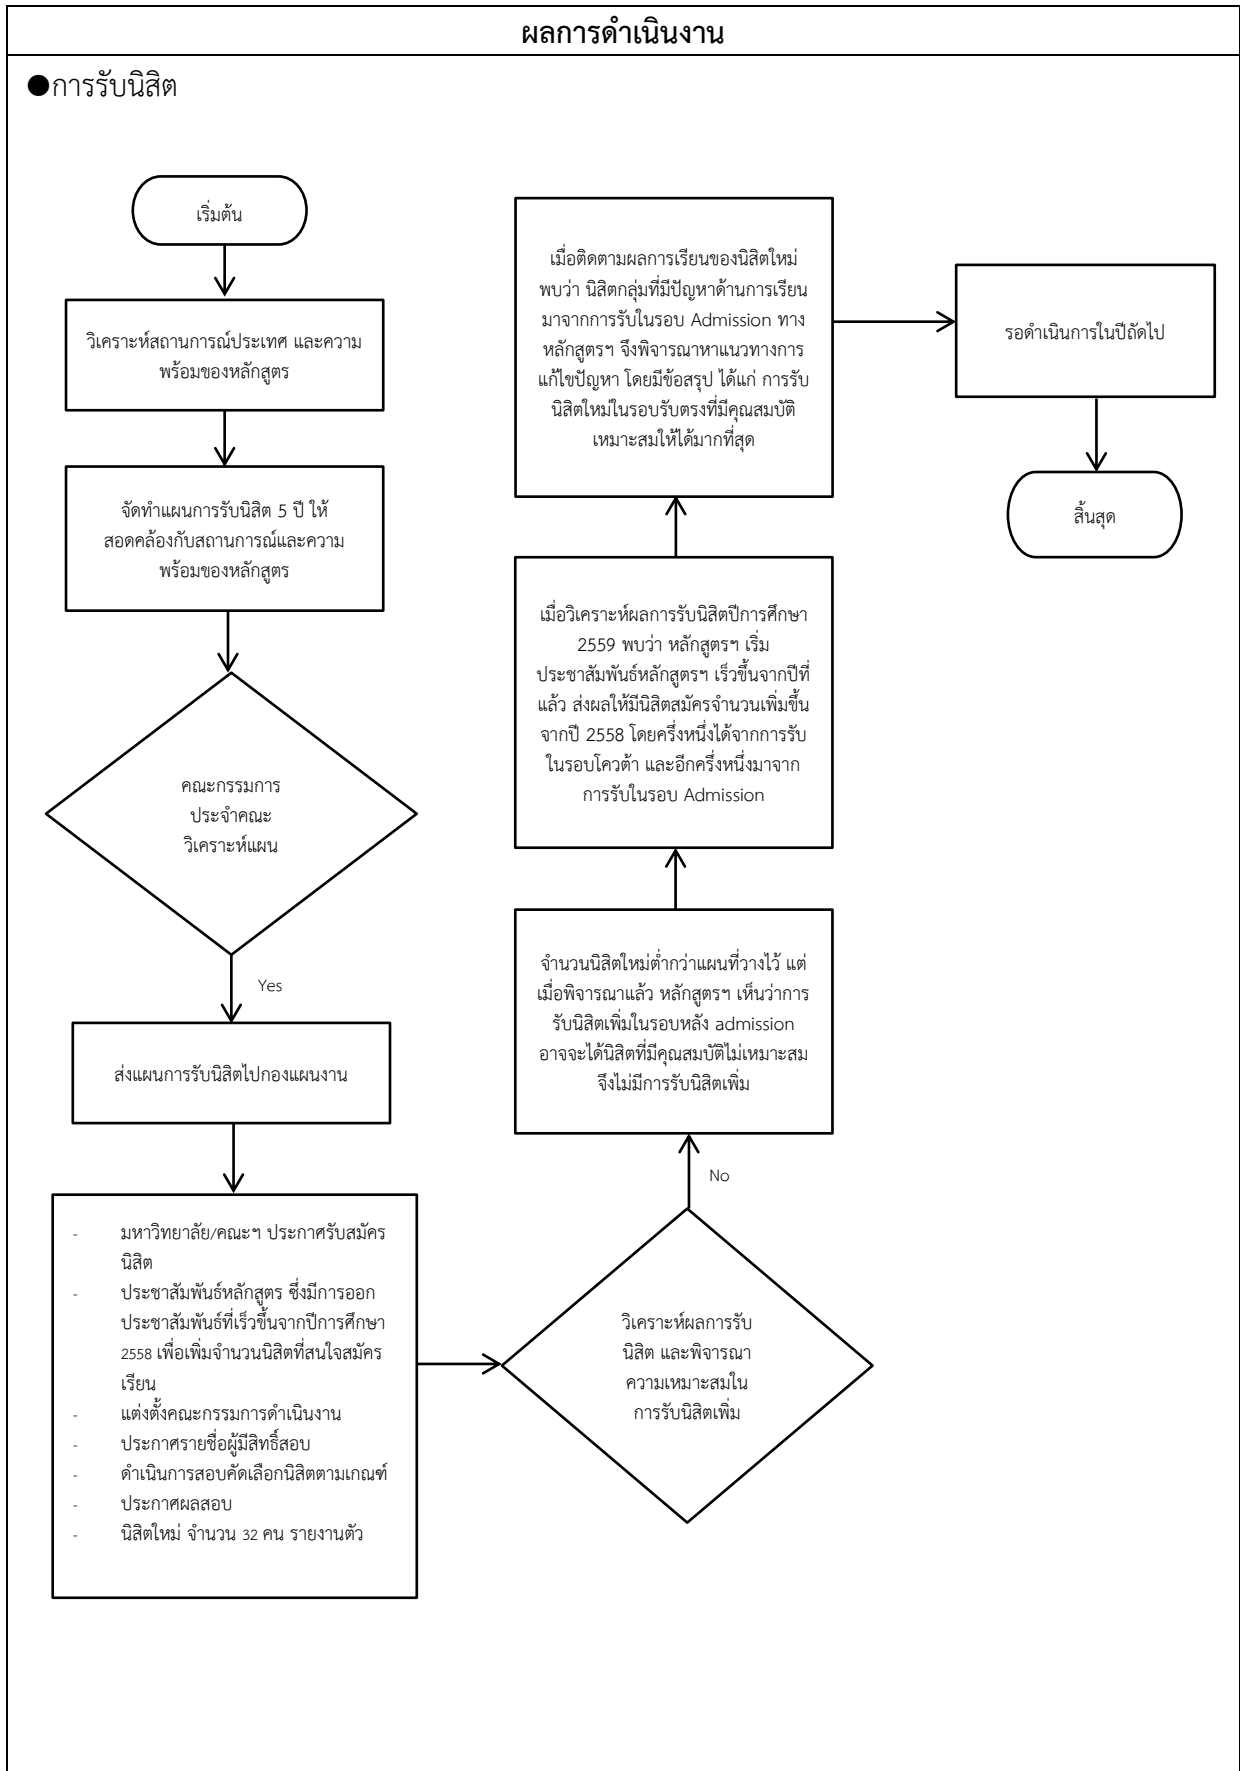 ผลการดำเนินงาน
●การรับนิสิต
เริ่มต้น
วิเคราะห์สถานการณ์ประเทศ และความ
พร้อมของหลักสูตร
จัดทำแผนการรับนิสิต 5 ปี ให้
สอดคล้องกับสถานการณ์และความ
พร้อมของหลักสูตร
คณะกรรมการ
ประจำคณะ
วิเคราะห์แผน
Yes
ส่งแผนการรับนิสิตไปกองแผนงาน
- มหาวิทยาลัย/คณะฯ ประกาศรับสมัคร
นิสิต
- ประชาสัมพันธ์หลักสูตร ซึ่งมีการออก
ประชาสัมพันธ์ที่เร็วขึ้นจากปีการศึกษา
2558 เพื่อเพิ่มจำนวนนิสิตที่สนใจสมัคร
เรียน
- แต่งตั้งคณะกรรมการดำเนินงาน
- ประกาศรายชื่อผู้มีสิทธิ์สอบ
- ดำเนินการสอบคัดเลือกนิสิตตามเกณฑ์
- ประกาศผลสอบ
- นิสิตใหม่ จำนวน 32 คน รายงานตัว
วิเคราะห์ผลการรับ
นิสิต และพิจารณา
ความเหมาะสมใน
การรับนิสิตเพิ่ม
No
จำนวนนิสิตใหม่ต่ำกว่าแผนที่วางไว้ แต่
เมื่อพิจารณาแล้ว หลักสูตรฯ เห็นว่าการ
รับนิสิตเพิ่มในรอบหลัง admission
อาจจะได้นิสิตที่มีคุณสมบัติไม่เหมาะสม
จึงไม่มีการรับนิสิตเพิ่ม
เมื่อวิเคราะห์ผลการรับนิสิตปีการศึกษา
2559 พบว่า หลักสูตรฯ เริ่ม
ประชาสัมพันธ์หลักสูตรฯ เร็วขึ้นจากปีที่
แล้ว ส่งผลให้มีนิสิตสมัครจำนวนเพิ่มขึ้น
จากปี 2558 โดยครึ่งหนึ่งได้จากการรับ
ในรอบโควต้า และอีกครึ่งหนึ่งมาจาก
การรับในรอบ Admission
เมื่อติดตามผลการเรียนของนิสิตใหม่
พบว่า นิสิตกลุ่มที่มีปัญหาด้านการเรียน
มาจากการรับในรอบ Admission ทาง
หลักสูตรฯ จึงพิจารณาหาแนวทางการ
แก้ไขปัญหา โดยมีข้อสรุป ได้แก่ การรับ
นิสิตใหม่ในรอบรับตรงที่มีคุณสมบัติ
เหมาะสมให้ได้มากที่สุด
รอดำเนินการในปีถัดไป
สิ้นสุด